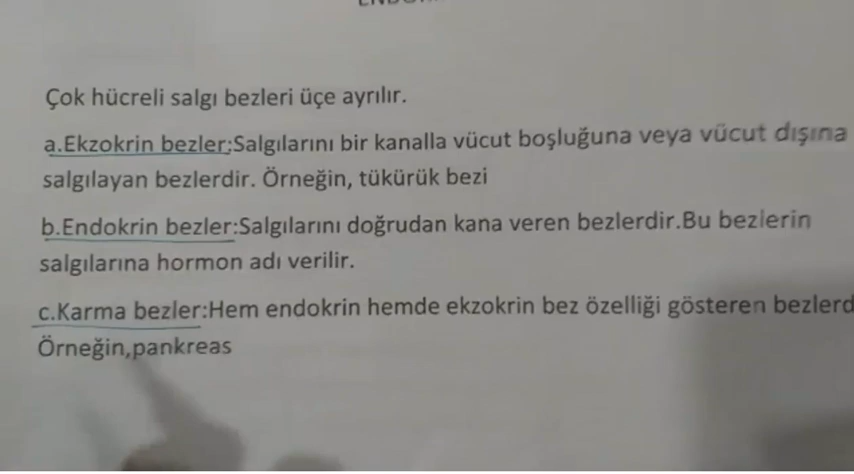 Çok hücreli salgı bezleri üçe ayrılır.
a.Ekzokrin bezler:Salgılarını bir kanalla vücut boşluğuna veya vücut dışına
salgılayan bezlerdir. Örneğin, tükürük bezi
b.Endokrin bezler:Salgılarını doğrudan kana veren bezlerdir.Bu bezlerin
salgılarına hormon adı verilir.
c.Karma bezler:Hem endokrin hemde ekzokrin bez özelliği gösteren bezlerd
Örneğin,pankreas